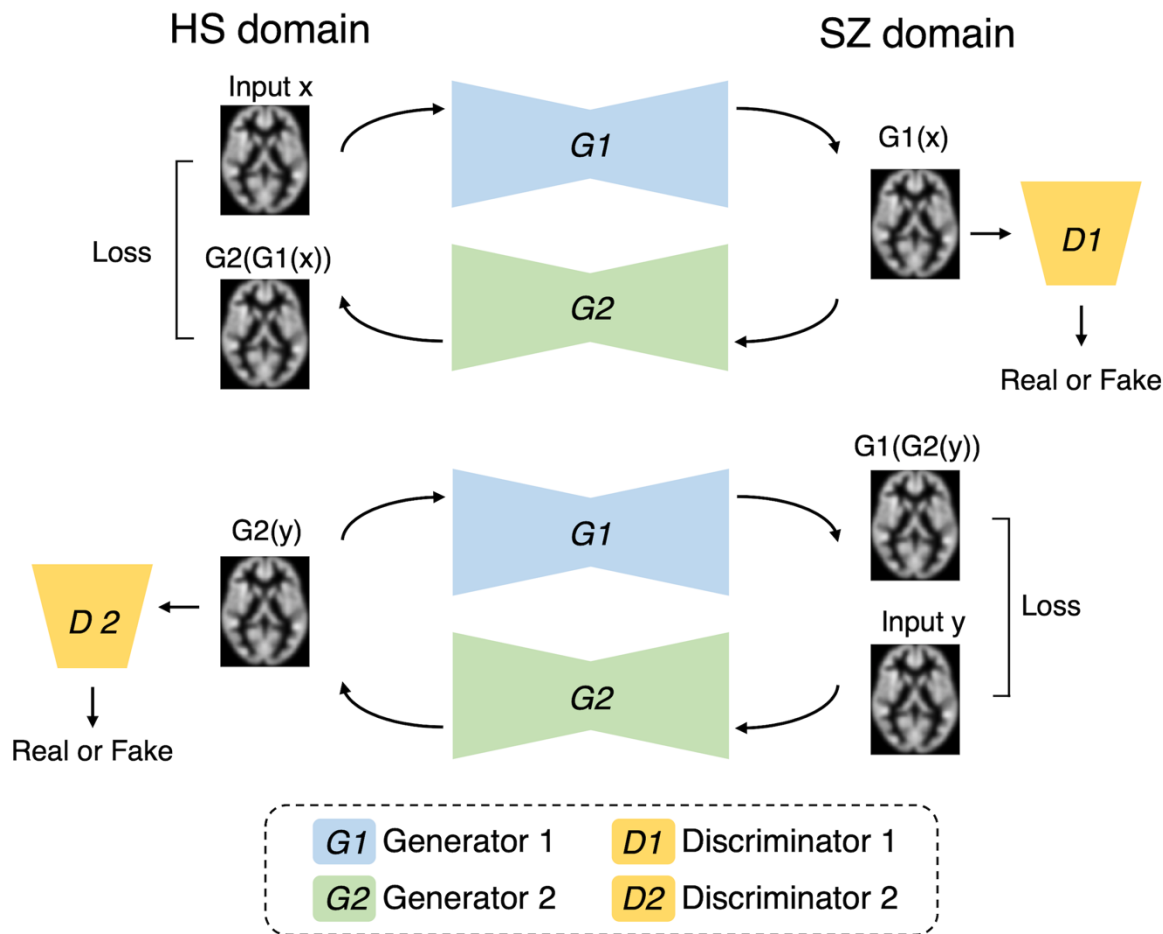 HS domain
SZ domain
Input x
G1
G1(x)
D1
Loss
G2(G1(x))
G2
Real or Fake
G1(G2(y))
G1
G2(y)
D 2
Loss
Input y
G2
Real or Fake
G1 Generator 1
D1 Discriminator 1
G2 Generator 2
D2 Discriminator 2